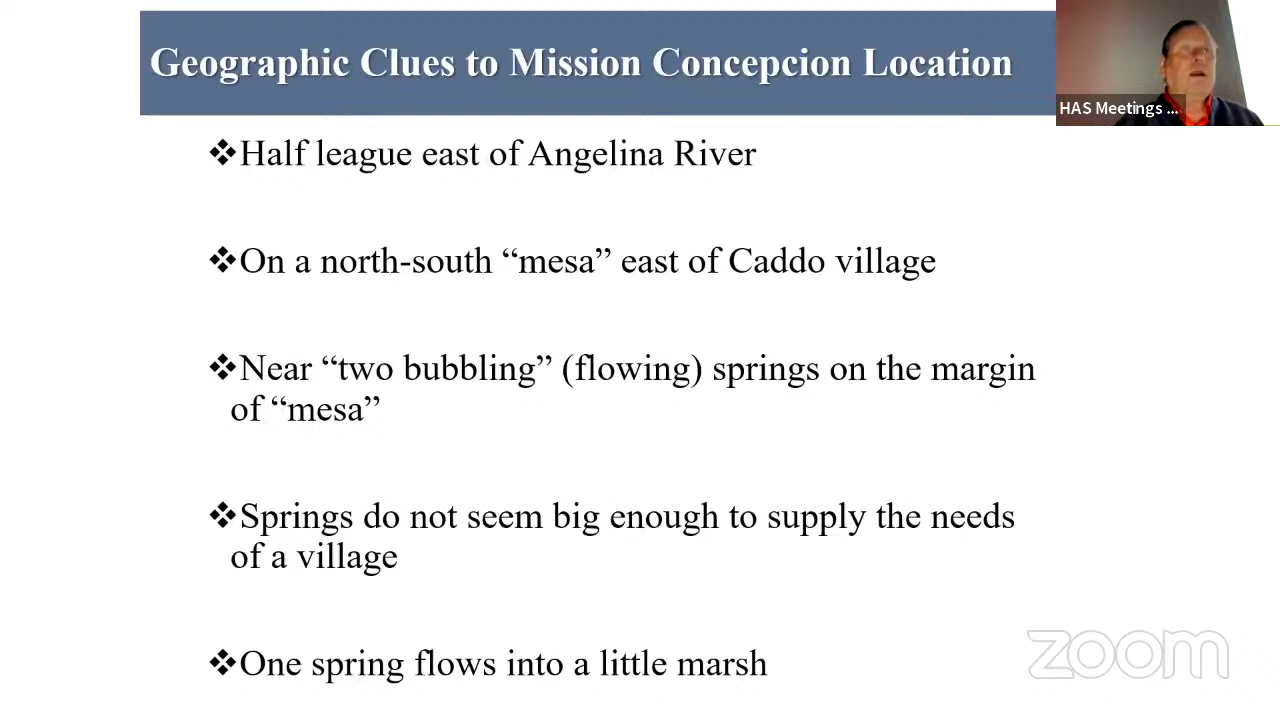 Geographic Clues to Mission Concepcion Location
HAS Meetings ...
❖Half league east of Angelina River
❖On a north-south “mesa” east of Caddo village
❖Near “two bubbling” (flowing) springs on the margin
of “mesa”
❖Springs do not seem big enough to supply the needs
of a village
❖One spring flows into a little marsh
zoom